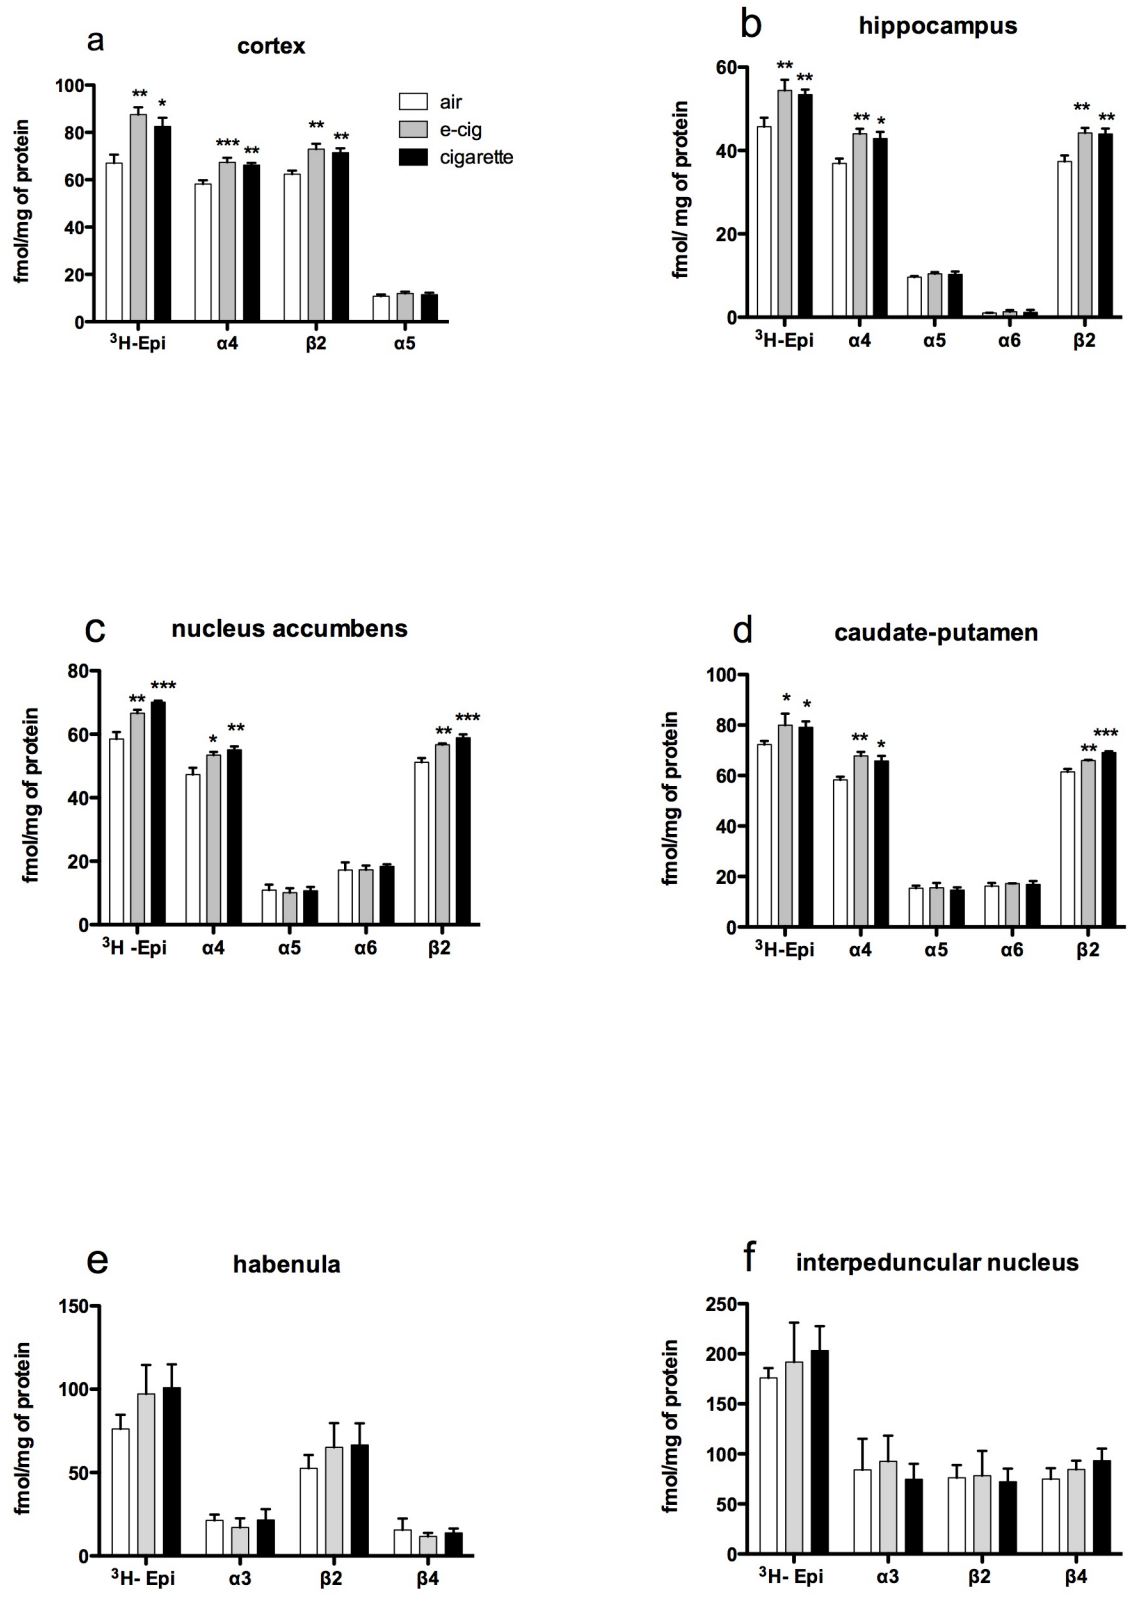 a
cortex
fmol/mg of protein
100
80
60
40
20
0
** * *** ** ** **
³H-Epi α4 β2 α5
air
e-cig
cigarette
b
hippocampus
fmol/ mg of protein
60
40
20
0
** ** ** * ** **
³H-Epi α4 α5 α6 β2
c
nucleus accumbens
fmol/mg of protein
80
60
40
20
0
** *** * ** ** ***
³H -Epi α4 α5 α6 β2
d
caudate-putamen
fmol/mg of protein
100
80
60
40
20
0
* * ** * ** ***
³H-Epi α4 α5 α6 β2
e
habenula
fmol/mg of protein
150
100
50
0
³H- Epi α3 β2 β4
f
interpeduncular nucleus
fmol/mg of protein
250
200
150
100
50
0
³H- Epi α3 β2 β4